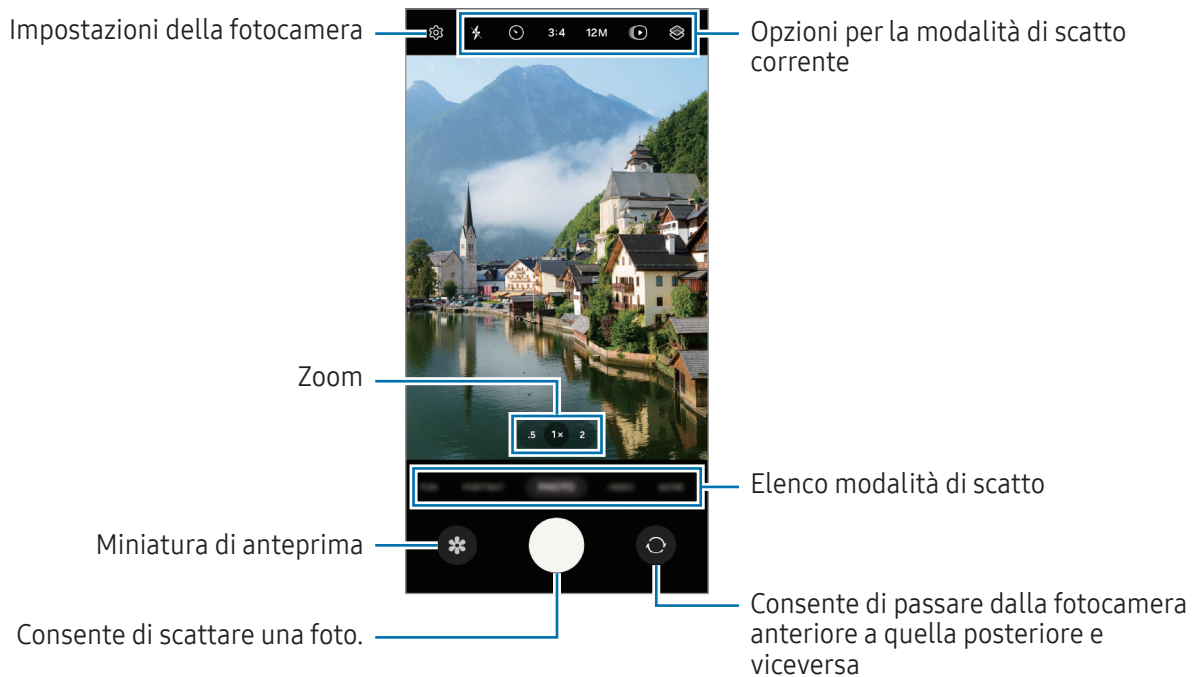 Impostazioni della fotocamera
3:4
12M
Opzioni per la modalità di scatto
corrente
Zoom
.5
1×
2
Elenco modalità di scatto
Miniatura di anteprima
Consente di scattare una foto.
Consente di passare dalla fotocamera
anteriore a quella posteriore e
viceversa